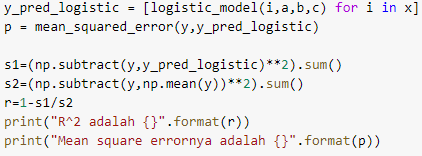 y_pred_logistic = [logistic_model(i,a,b,c) for i in x]
p = mean_squared_error(y,y_pred_logistic)
s1=(np.subtract(y,y_pred_logistic)**2).sum()
s2=(np.subtract(y,np.mean(y))**2).sum()
r=1-s1/s2
print("R^2 adalah {}".format(r))
print("Mean square errornya adalah {}".format(p))